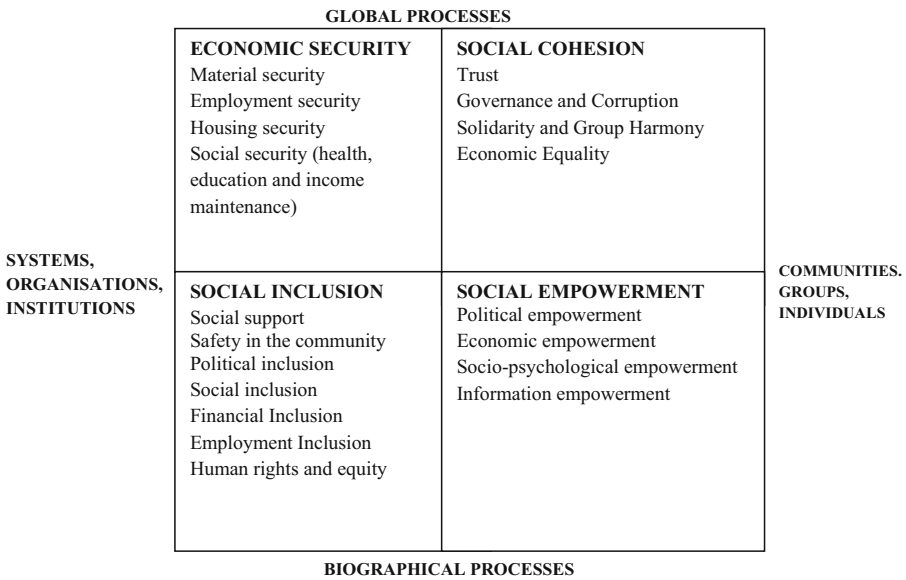 GLOBAL PROCESSES
ECONOMIC SECURITY
Material security
Employment security
Housing security
Social security (health,
education and income
maintenance)
SOCIAL COHESION
Trust
Governance and Corruption
Solidarity and Group Harmony
Economic Equality
SYSTEMS,
ORGANISATIONS,
INSTITUTIONS
SOCIAL INCLUSION
Social support
Safety in the community
Political inclusion
Social inclusion
Financial Inclusion
Employment Inclusion
Human rights and equity
SOCIAL EMPOWERMENT
Political empowerment
Economic empowerment
Socio-psychological empowerment
Information empowerment
COMMUNITIES.
GROUPS,
INDIVIDUALS
BIOGRAPHICAL PROCESSES